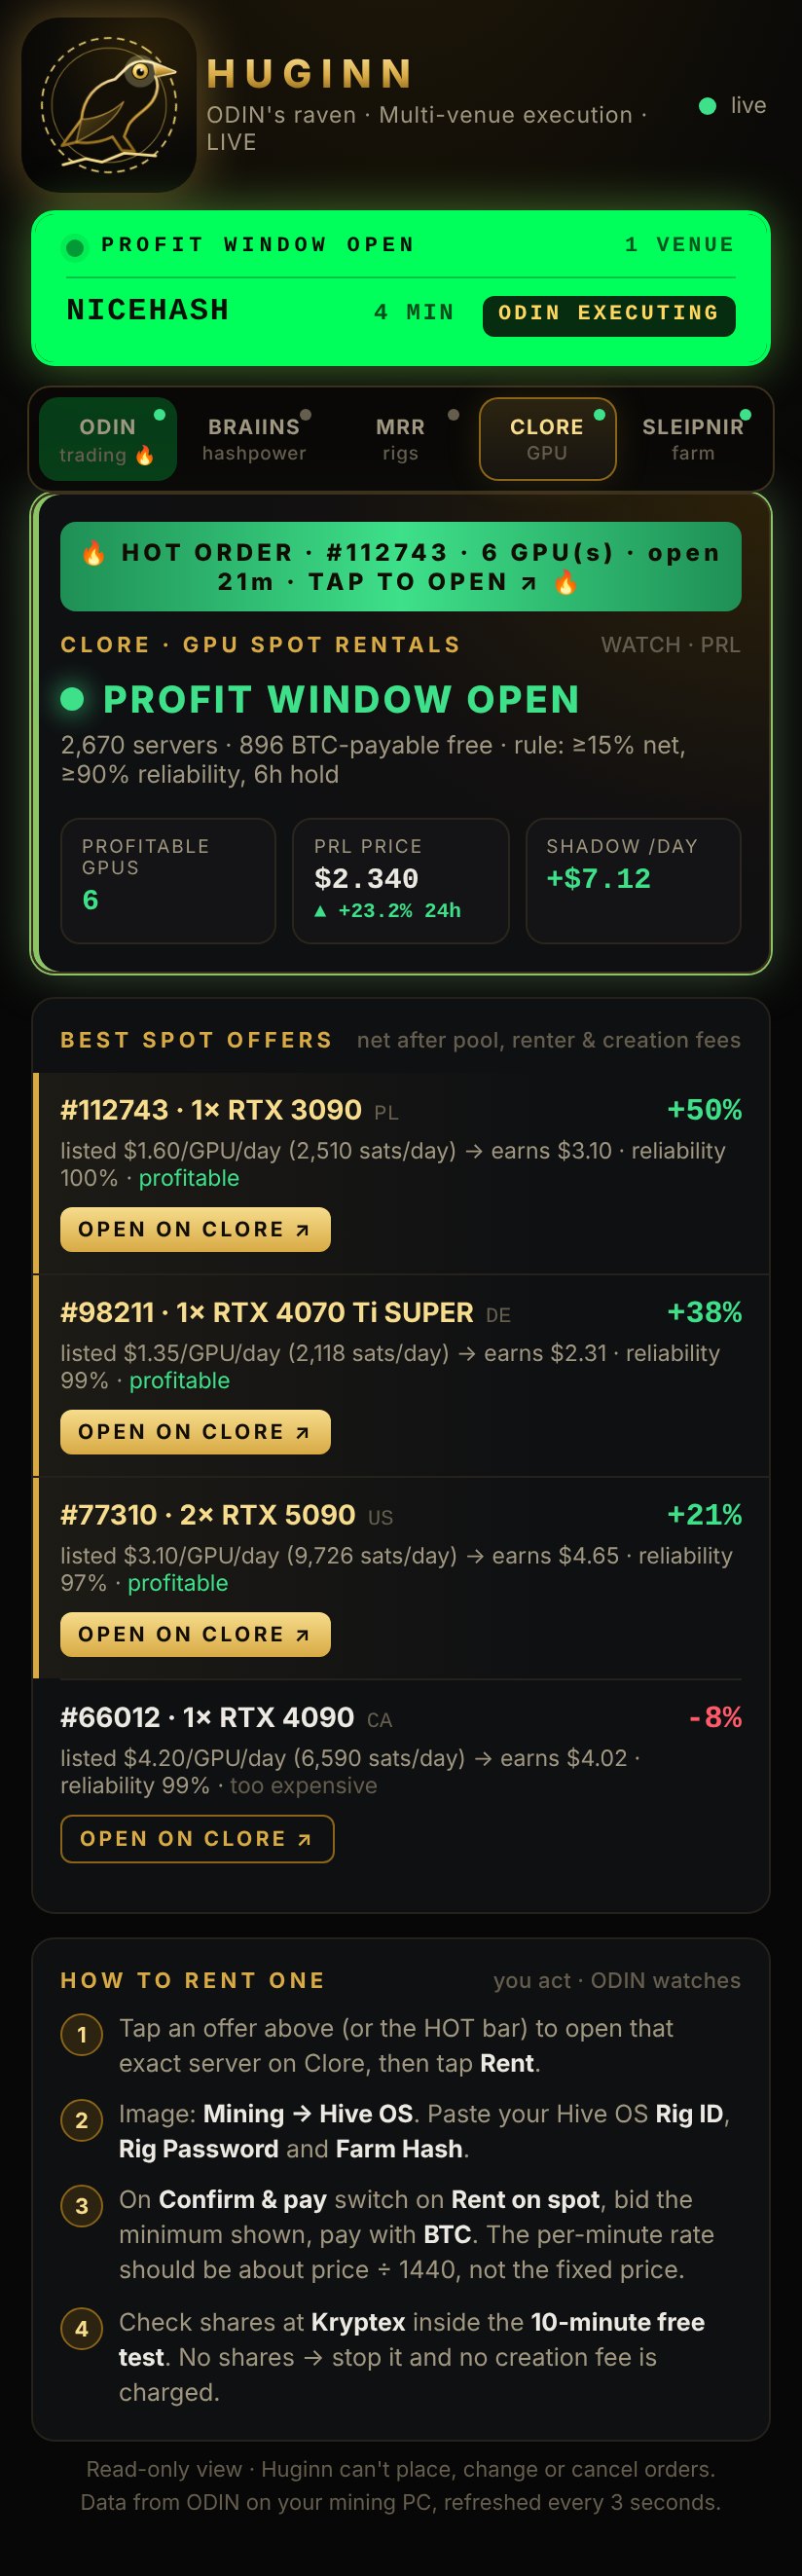 HUGINN
ODIN's raven · Multi-venue execution ·
LIVE
live
PROFIT WINDOW OPEN 1 VENUE
NICEHASH 4 MIN ODIN EXECUTING
ODIN BRAIINS MRR CLORE SLEIPNIR
trading 🔥 hashpower rigs GPU farm
🔥 HOT ORDER · #112743 · 6 GPU(s) · open
21m · TAP TO OPEN ↗ 🔥
CLORE · GPU SPOT RENTALS WATCH · PRL
PROFIT WINDOW OPEN
2,670 servers · 896 BTC-payable free · rule: ≥15% net,
≥90% reliability, 6h hold
PROFITABLE
GPUS
6
PRL PRICE
$2.340
▲ +23.2% 24h
SHADOW /DAY
+$7.12
BEST SPOT OFFERS net after pool, renter & creation fees
#112743 · 1× RTX 3090 PL +50%
listed $1.60/GPU/day (2,510 sats/day) → earns $3.10 · reliability
100% · profitable
OPEN ON CLORE ↗
#98211 · 1× RTX 4070 Ti SUPER DE +38%
listed $1.35/GPU/day (2,118 sats/day) → earns $2.31 · reliability
99% · profitable
OPEN ON CLORE ↗
#77310 · 2× RTX 5090 US +21%
listed $3.10/GPU/day (9,726 sats/day) → earns $4.65 · reliability
97% · profitable
OPEN ON CLORE ↗
#66012 · 1× RTX 4090 CA -8%
listed $4.20/GPU/day (6,590 sats/day) → earns $4.02 ·
reliability 99% · too expensive
OPEN ON CLORE ↗
HOW TO RENT ONE you act · ODIN watches
1 Tap an offer above (or the HOT bar) to open that
exact server on Clore, then tap Rent.
2 Image: Mining → Hive OS. Paste your Hive OS Rig ID,
Rig Password and Farm Hash.
3 On Confirm & pay switch on Rent on spot, bid the
minimum shown, pay with BTC. The per-minute rate
should be about price ÷ 1440, not the fixed price.
4 Check shares at Kryptex inside the 10-minute free
test. No shares → stop it and no creation fee is
charged.
Read-only view · Huginn can't place, change or cancel orders.
Data from ODIN on your mining PC, refreshed every 3 seconds.